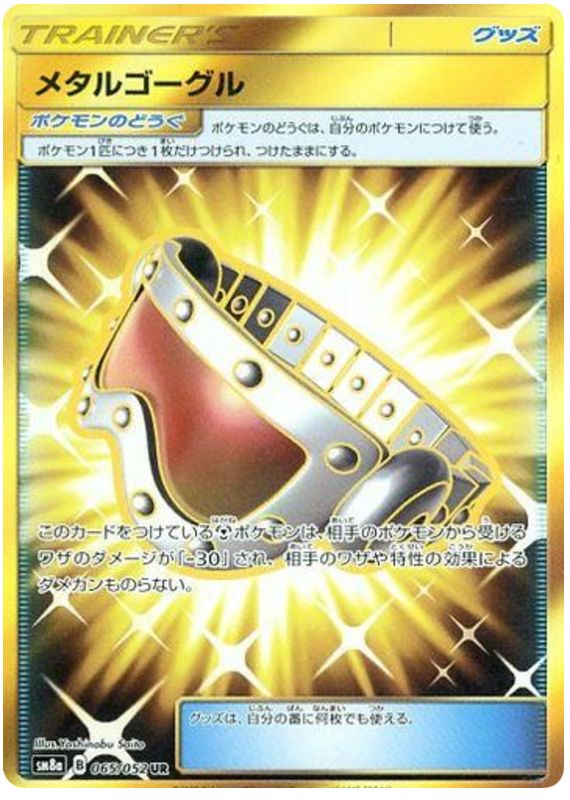 TRAINER'S グッズ
メタルゴーグル
ポケモンのどうぐ ポケモンのどうぐは、自分のポケモンにつけて使う。
ポケモン1匹につき1枚だけつけられ、つけたままにする。
このカードをつけているポケモンは、相手のポケモンから受ける
ワザのダメージが「-30」され、相手のワザや特性の効果による
ダメカンものらない。
グッズは、自分の番に何枚でも使える。
Illus. Yoshinobu Saito
SM8a B 065/052 UR